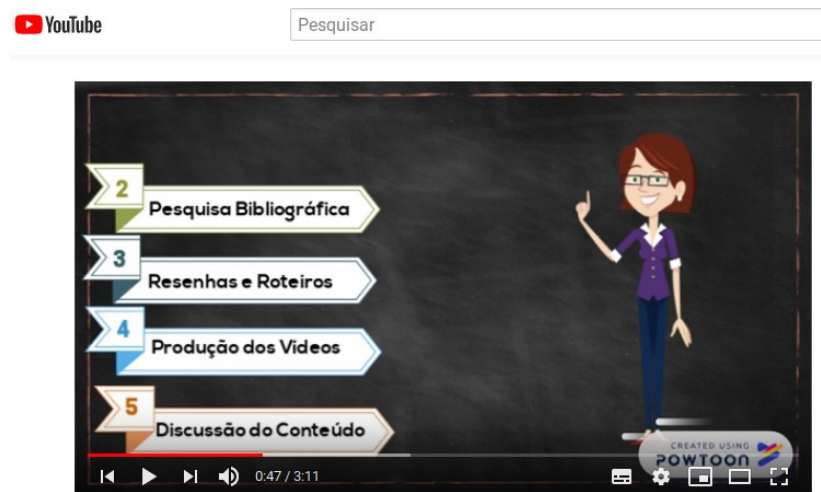 YouTube
Pesquisar
2
Pesquisa Bibliográfica
3
Resenhas e Roteiros
4
Produção dos Vídeos
5
Discussão do Conteúdo
CREATED USING
POWTOON
0:47 / 3:11